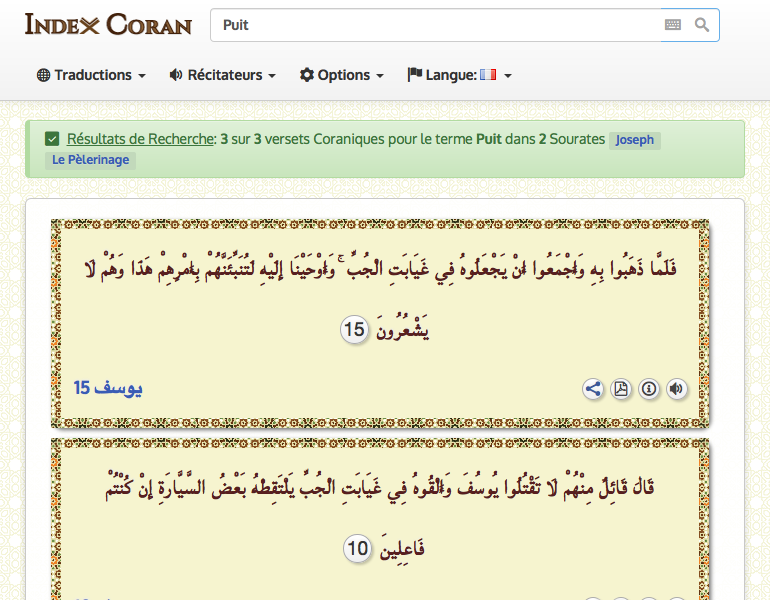 Index Coran
Puit
Traductions
Récitateurs
Options
Langue:
Résultats de Recherche: 3 sur 3 versets Coraniques pour le terme Puit dans 2 Sourates Joseph
Le Pèlerinage
فَلَمَّا ذَهَبُوا بِهِ وَأَجْمَعُوا أَنْ يَجْعَلُوهُ فِي غَيَابَتِ الْجُبِّ ۚ وَأَوْحَيْنَا إِلَيْهِ لَتُنَبِّئَنَّهُمْ بِأَمْرِهِمْ هَٰذَا وَهُمْ لَا
يَشْعُرُونَ 15
يوسف 15
قَالَ قَائِلٌ مِنْهُمْ لَا تَقْتُلُوا يُوسُفَ وَأَلْقُوهُ فِي غَيَابَتِ الْجُبِّ يَلْتَقِطْهُ بَعْضُ السَّيَّارَةِ إِنْ كُنْتُمْ
فَاعِلِينَ 10